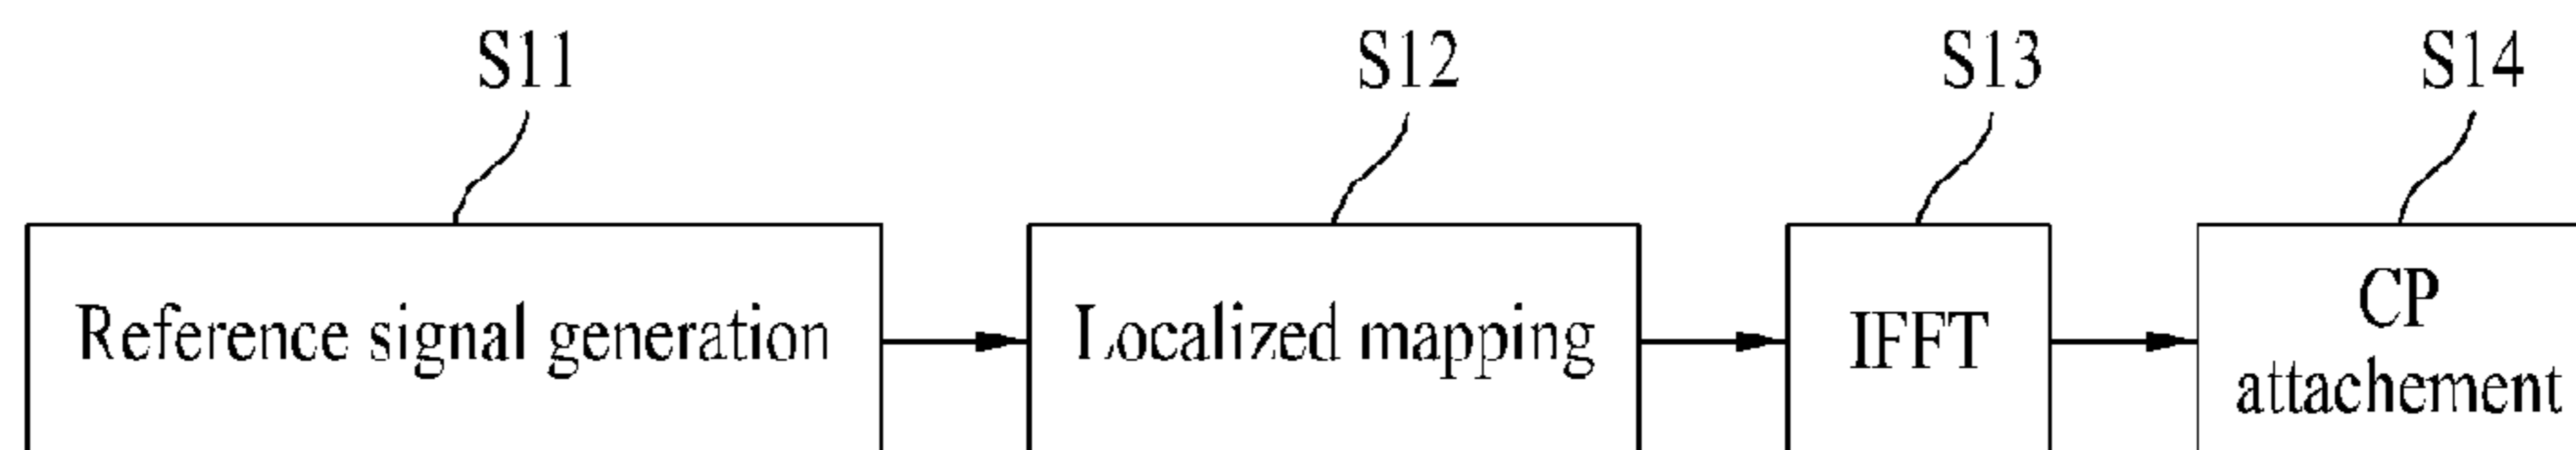 S11
S12
S13
S14
Reference signal generation
Localized mapping
IFFT
CP
attachement